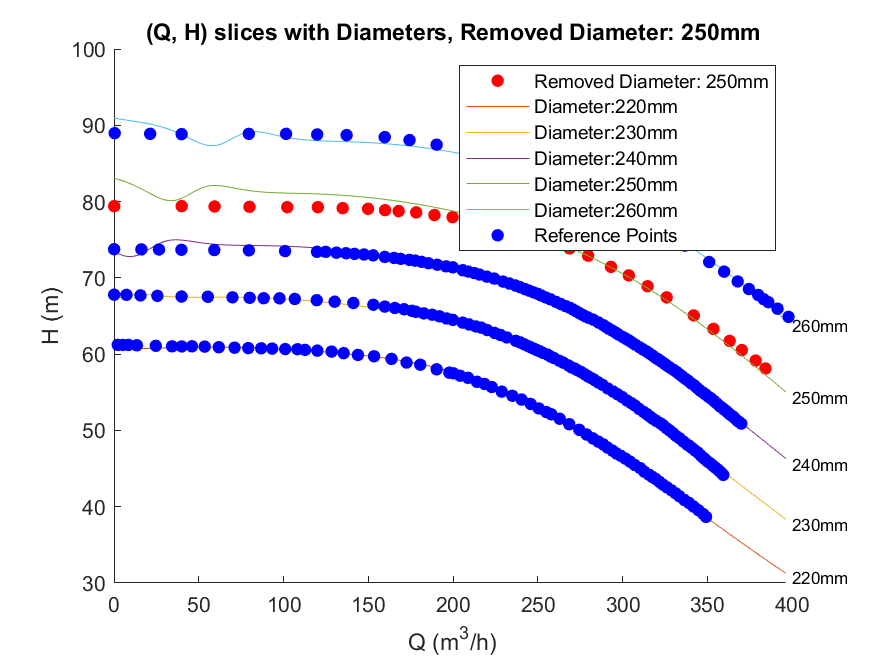 (Q, H) slices with Diameters, Removed Diameter: 250mm
100
90
80
70
60
50
40
30
H (m)
Removed Diameter: 250mm
Diameter:220mm
Diameter:230mm
Diameter:240mm
Diameter:250mm
Diameter:260mm
Reference Points
260mm
250mm
240mm
230mm
220mm
0 50 100 150 200 250 300 350 400
Q (m³/h)